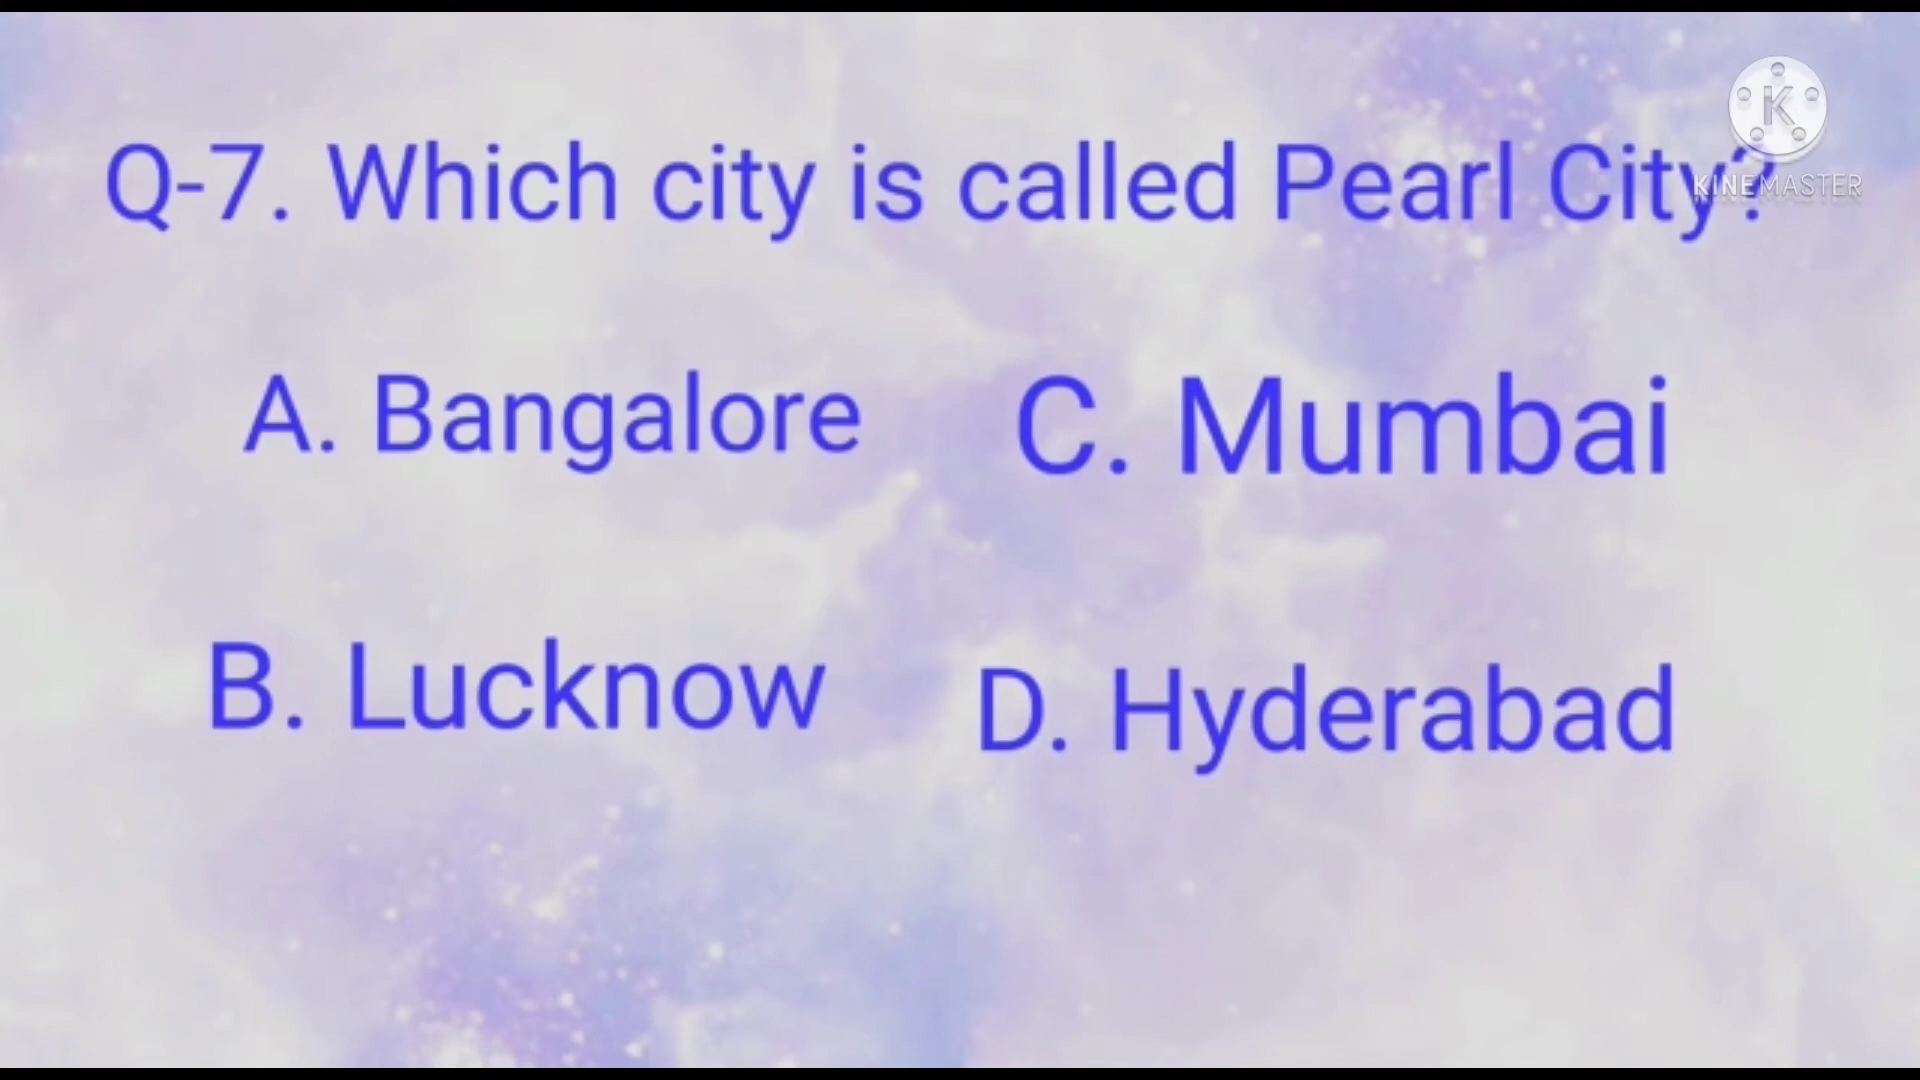 Q-7. Which city is called Pearl City?
K
KINEMASTER
A. Bangalore
C. Mumbai
B. Lucknow
D. Hyderabad